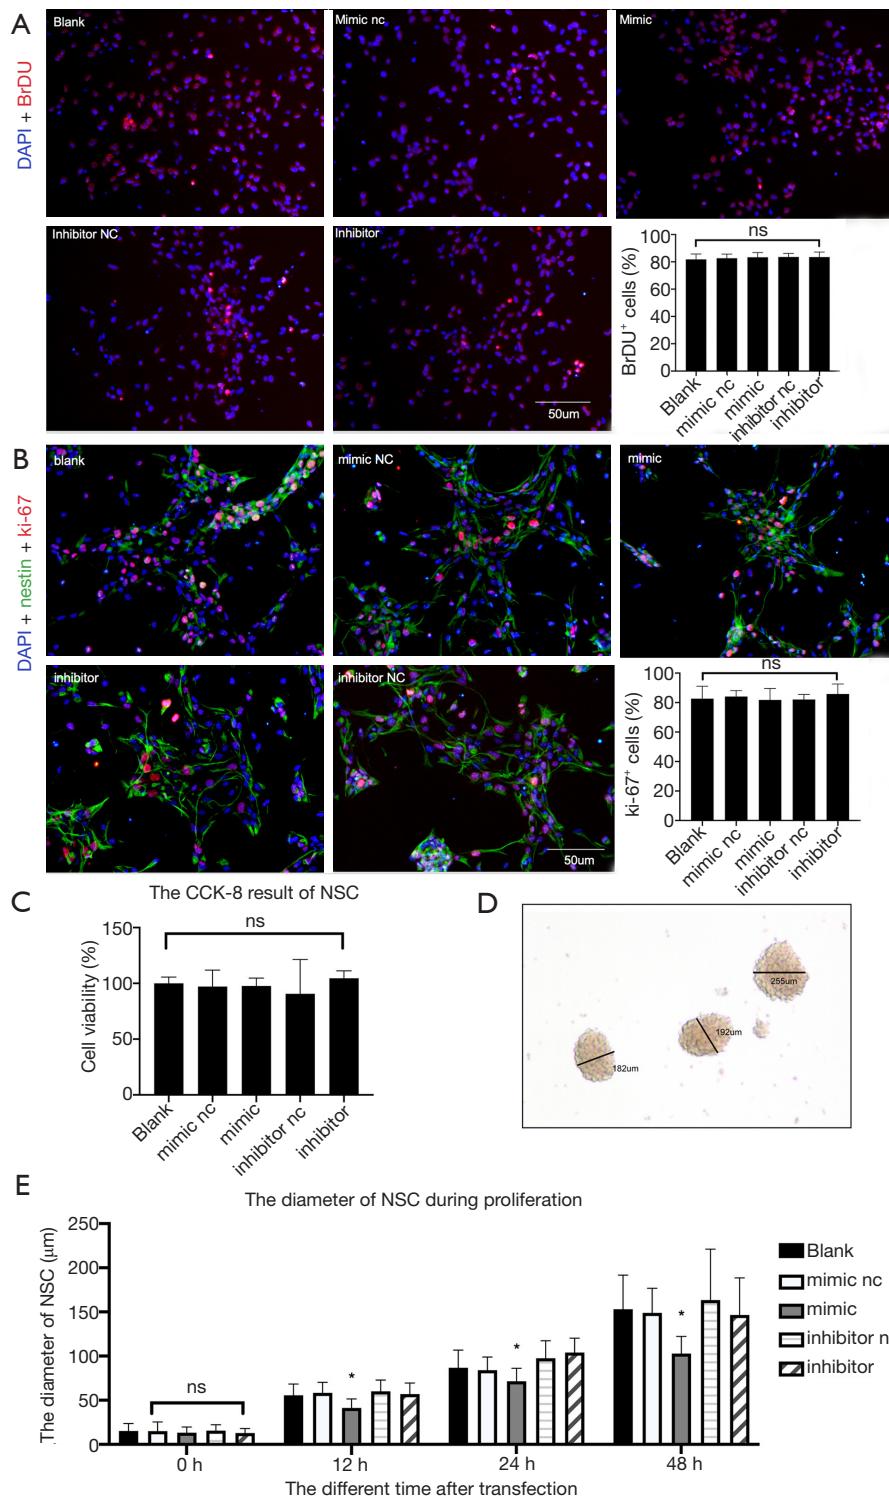 A
DAPI + BrDU
Blank
Mimic nc
Mimic
Inhibitor NC
Inhibitor
50um
BrDU+ cells (%)
100
80
60
40
20
0
ns
Blank
mimic nc
mimic
inhibitor nc
inhibitor
B
DAPI + nestin + ki-67
blank
mimic NC
mimic
inhibitor
inhibitor NC
50um
ki-67+ cells (%)
100
80
60
40
20
0
ns
Blank
mimic nc
mimic
inhibitor nc
inhibitor
C
The CCK-8 result of NSC
Cell viability (%)
150
100
50
0
ns
Blank
mimic nc
mimic
inhibitor nc
inhibitor
D
255um
192um
182um
E
The diameter of NSC during proliferation
The diameter of NSC (μm)
250
200
150
100
50
0
ns
*
*
*
0 h
12 h
24 h
48 h
The different time after transfection
Blank
mimic nc
mimic
inhibitor n
inhibitor